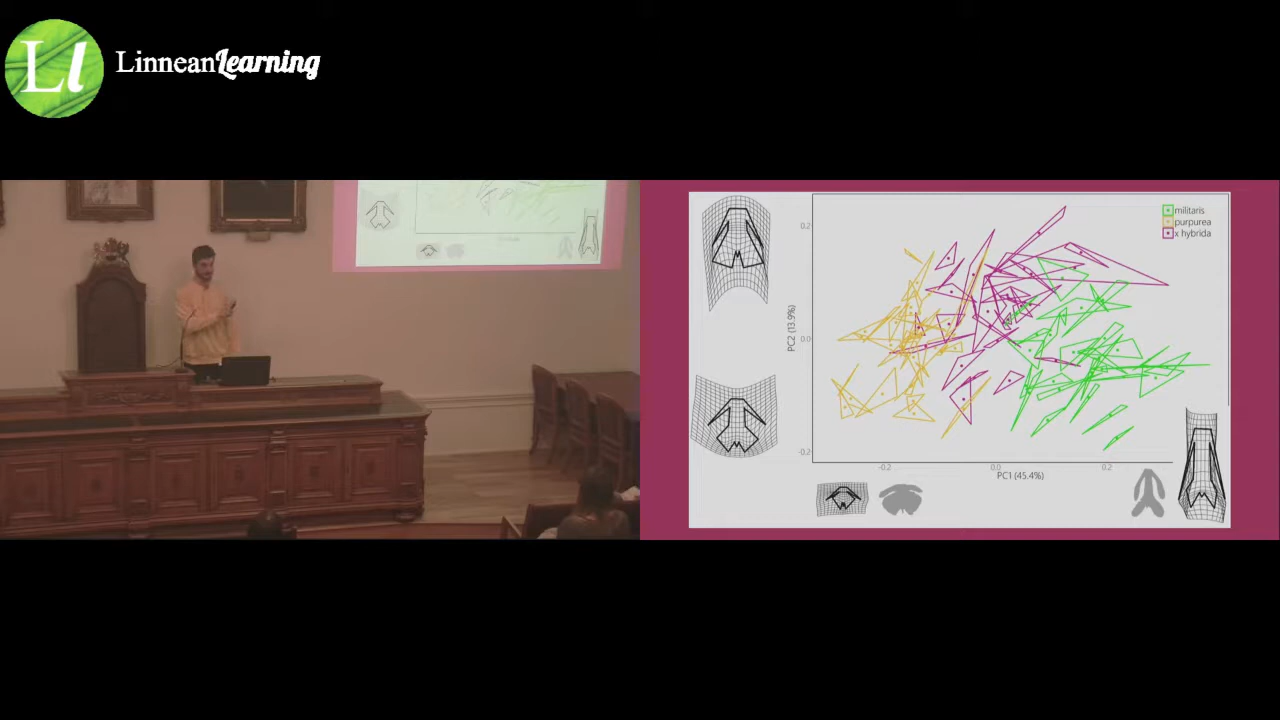 Ll LinneanLearning
militaris
purpurea
x hybrida
0.2
PC2 (13.9%)
0.0
-0.2
-0.2
0.0
0.2
PC1 (45.4%)